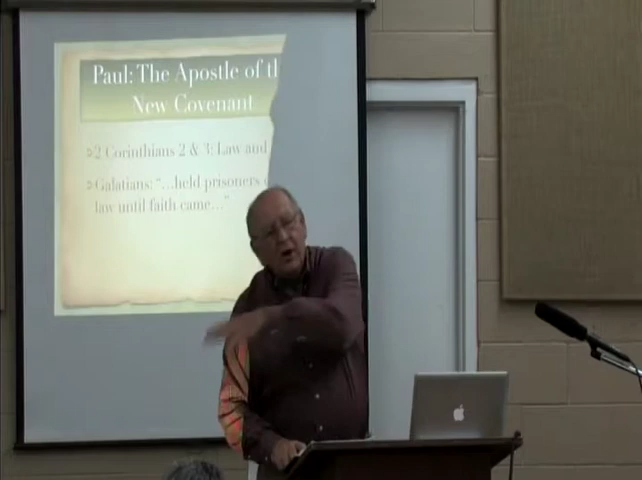 Paul: The Apostle of th
New Covenant
2 Corinthians 2 & 3: Law and
Galatians: “…held prisoners o
law until faith came…”